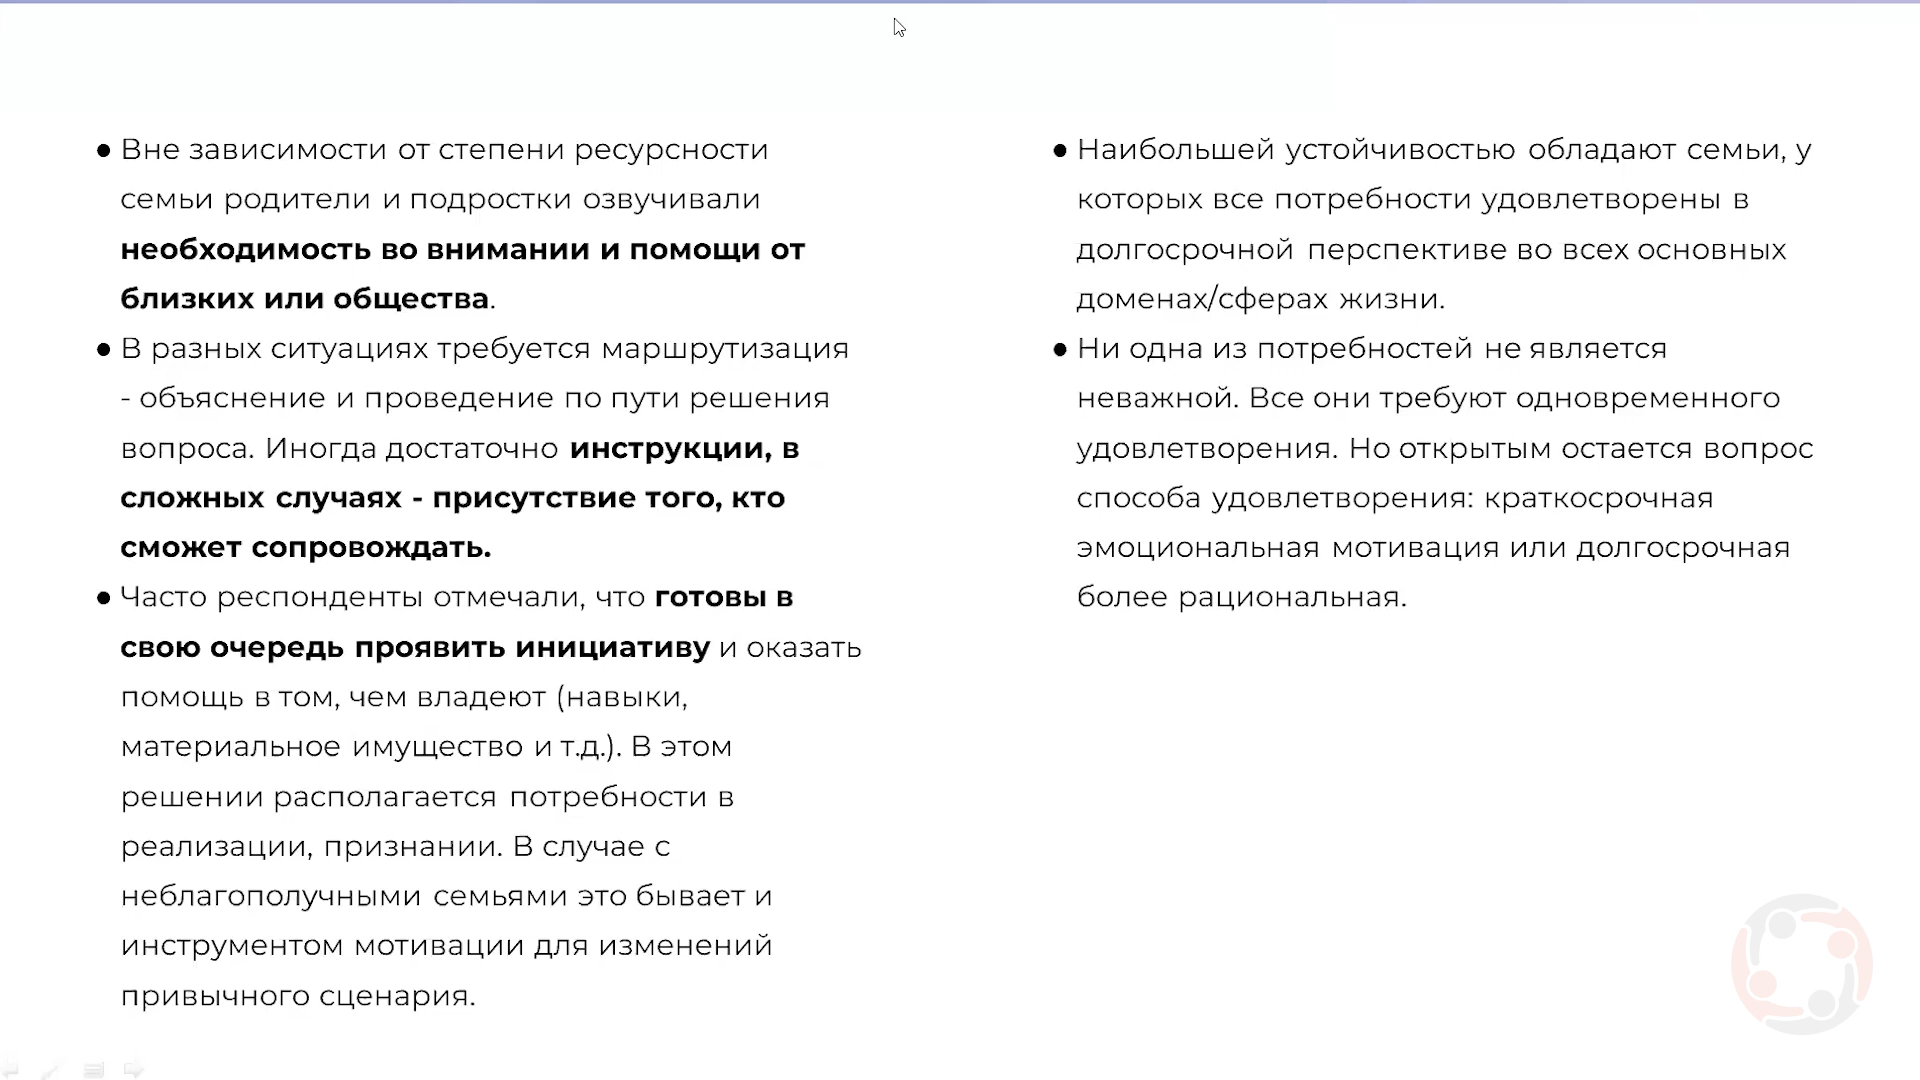 ● Вне зависимости от степени ресурсности
семьи родители и подростки озвучивали
необходимость во внимании и помощи от
близких или общества.
● В разных ситуациях требуется маршрутизация
- объяснение и проведение по пути решения
вопроса. Иногда достаточно инструкции, в
сложных случаях - присутствие того, кто
сможет сопровождать.
● Часто респонденты отмечали, что готовы в
свою очередь проявить инициативу и оказать
помощь в том, чем владеют (навыки,
материальное имущество и т.д.). В этом
решении располагается потребности в
реализации, признании. В случае с
неблагополучными семьями это бывает и
инструментом мотивации для изменений
привычного сценария.
● Наибольшей устойчивостью обладают семьи, у
которых все потребности удовлетворены в
долгосрочной перспективе во всех основных
доменах/сферах жизни.
● Ни одна из потребностей не является
неважной. Все они требуют одновременного
удовлетворения. Но открытым остается вопрос
способа удовлетворения: краткосрочная
эмоциональная мотивация или долгосрочная
более рациональная.